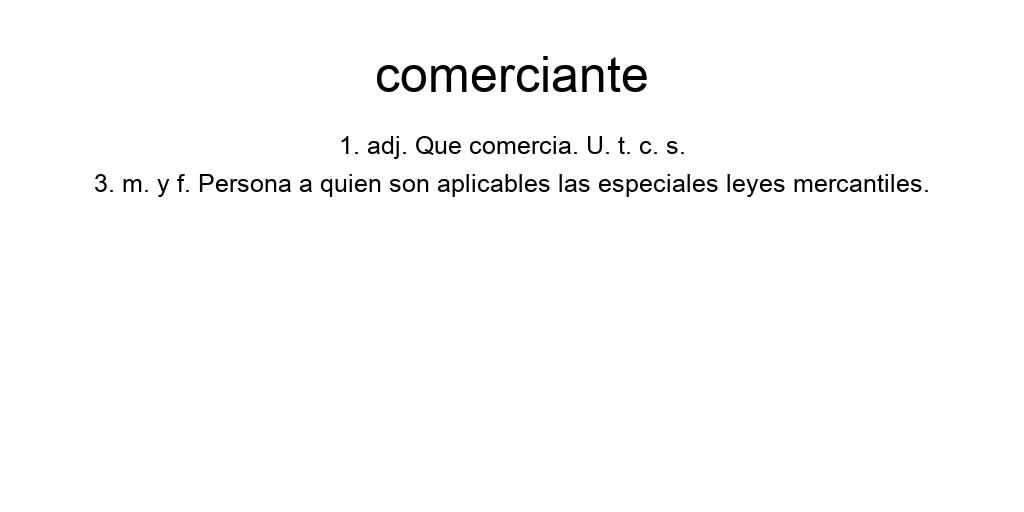 comerciante
1. adj. Que comercia. U. t. c. s.
3. m. y f. Persona a quien son aplicables las especiales leyes mercantiles.